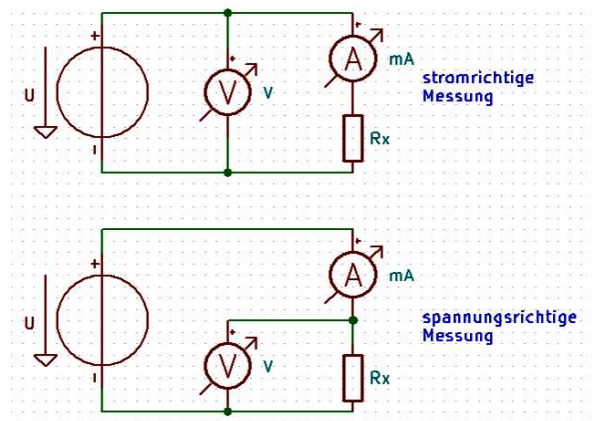 +
U
V
V
+
A
mA
+
Rx
stromrichtige
Messung
+
U
A
mA
+
V
V
+
Rx
spannungsrichtige
Messung